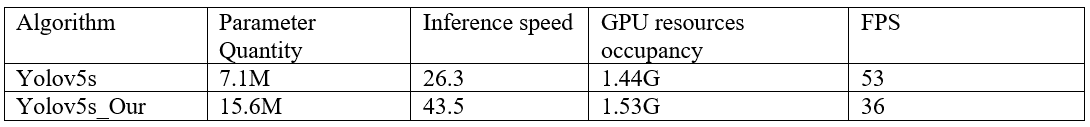 Algorithm Parameter Quantity Inference speed GPU resources occupancy FPS
Yolov5s 7.1M 26.3 1.44G 53
Yolov5s_Our 15.6M 43.5 1.53G 36